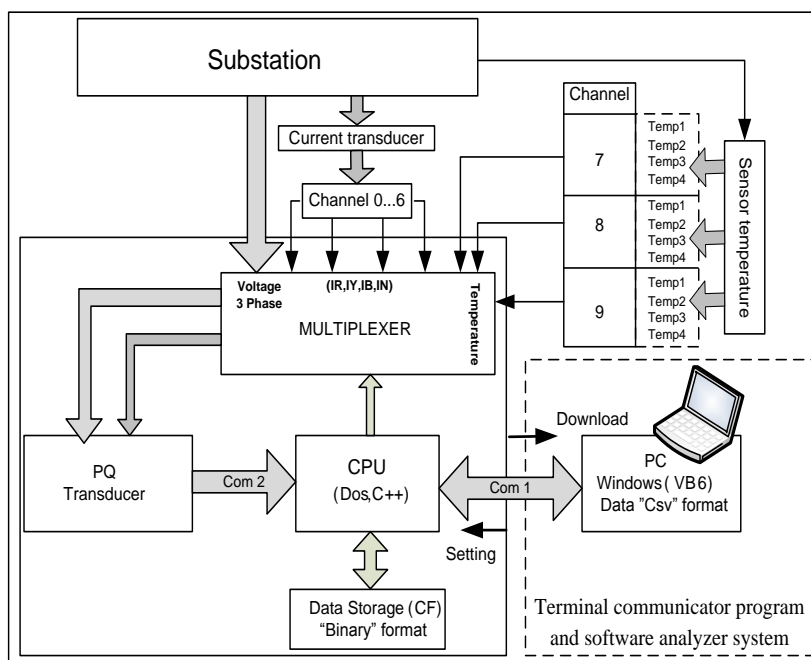 Substation
Current transducer
Channel 0...6
Channel
7
Temp1
Temp2
Temp3
Temp4
8
Temp1
Temp2
Temp3
Temp4
9
Temp1
Temp2
Temp3
Temp4
Sensor temperature
Voltage
3 Phase
(IR,IY,IB,IN)
Temperature
MULTIPLEXER
PQ
Transducer
Com 2
CPU
(Dos,C++)
Com 1
Download
Setting
PC
Windows( VB6)
Data "Csv" format
Data Storage (CF)
"Binary" format
Terminal communicator program
and software analyzer system